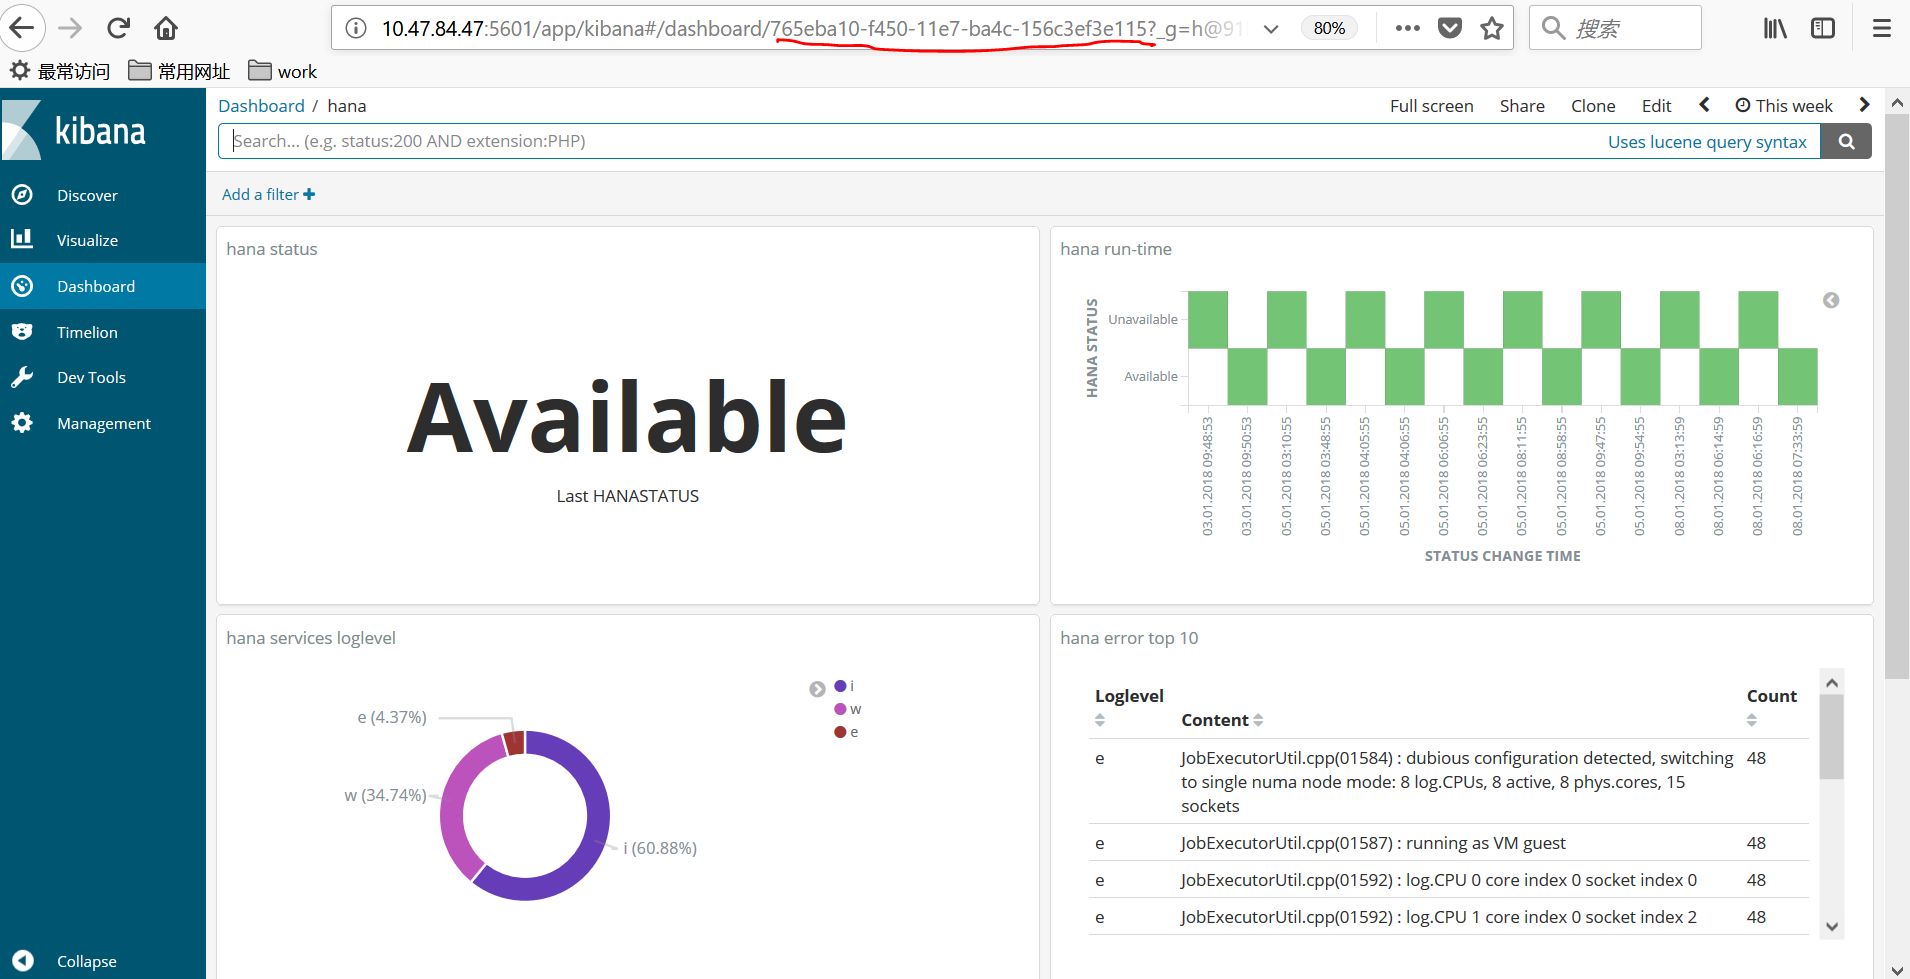 10.47.84.47:5601/app/kibana#/dashboard/765eba10-f450-11e7-ba4c-156c3ef3e115?_g=h@91
80%
搜索
最常访问 常用网址 work
kibana
Discover
Visualize
Dashboard
Timelion
Dev Tools
Management
Collapse
Dashboard / hana
Full screen Share Clone Edit This week
Search... (e.g. status:200 AND extension:PHP)
Uses lucene query syntax
Add a filter
hana status
Available
Last HANASTATUS
hana run-time
HANA STATUS
Unavailable
Available
03.01.2018 09:48:53
03.01.2018 09:50:53
05.01.2018 03:10:55
05.01.2018 03:48:55
05.01.2018 04:05:55
05.01.2018 04:06:55
05.01.2018 06:06:55
05.01.2018 06:23:55
05.01.2018 08:11:55
05.01.2018 08:58:55
05.01.2018 09:47:55
05.01.2018 09:54:55
08.01.2018 03:13:59
08.01.2018 06:14:59
08.01.2018 06:16:59
08.01.2018 07:33:59
STATUS CHANGE TIME
hana services loglevel
e (4.37%)
w (34.74%)
i (60.88%)
i
w
e
hana error top 10
Loglevel Content Count
e JobExecutorUtil.cpp(01584) : dubious configuration detected, switching 48
to single numa node mode: 8 log.CPUs, 8 active, 8 phys.cores, 15
sockets
e JobExecutorUtil.cpp(01587) : running as VM guest 48
e JobExecutorUtil.cpp(01592) : log.CPU 0 core index 0 socket index 0 48
e JobExecutorUtil.cpp(01592) : log.CPU 1 core index 0 socket index 2 48